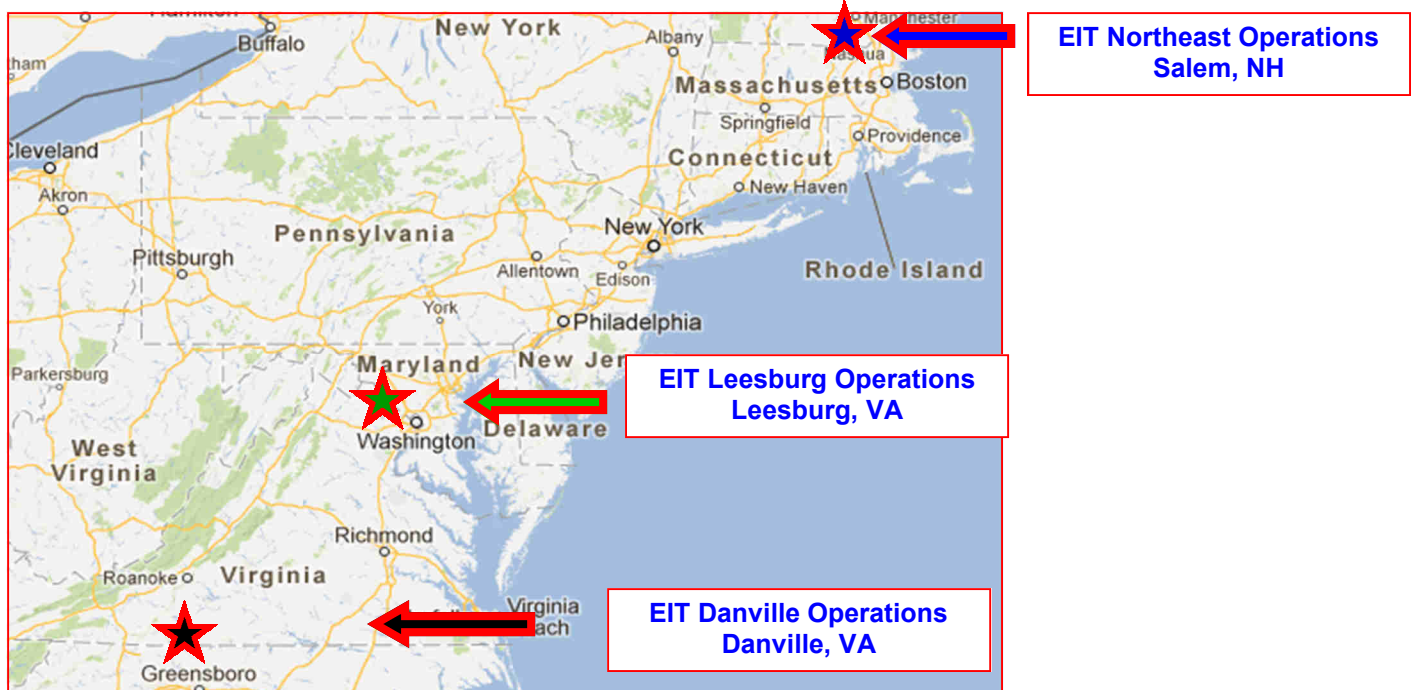 New York
Buffalo
Albany
Manchester
Nashua
EIT Northeast Operations
Salem, NH
Massachusetts
Boston
Springfield
Providence
Cleveland
Connecticut
Akron
New Haven
New York
Pennsylvania
Pittsburgh
Allentown
Edison
Rhode Island
York
Philadelphia
Maryland
New Jer
Parkersburg
EIT Leesburg Operations
Leesburg, VA
Washington
Delaware
West
Virginia
Richmond
Roanoke
Virginia
Virginia
each
EIT Danville Operations
Danville, VA
Greensboro